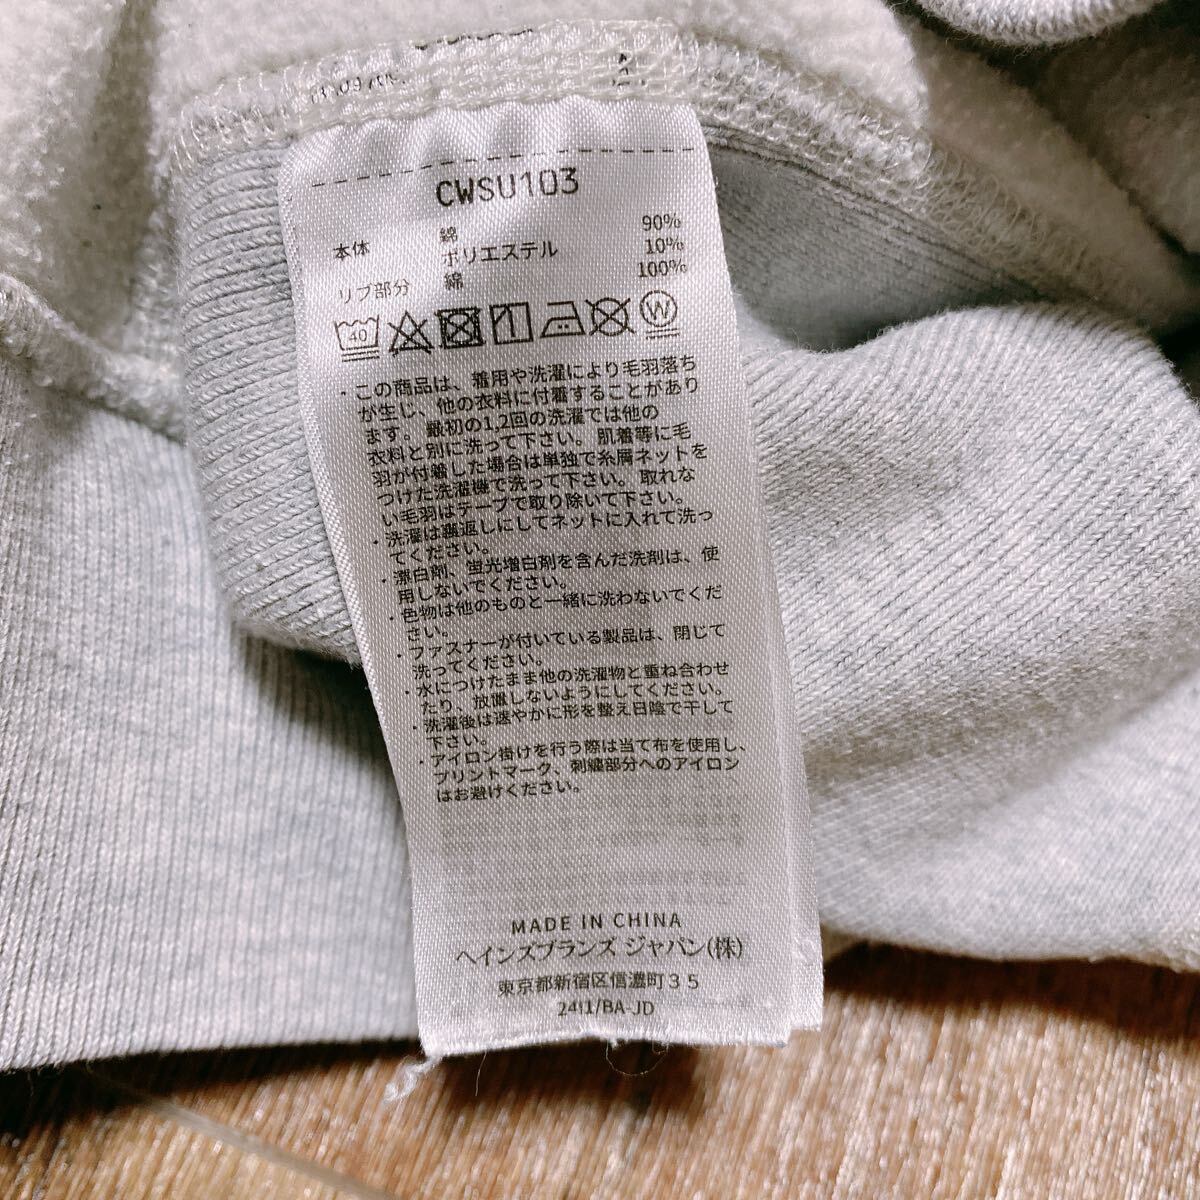 CWSU103
本体 綿 90%
ポリエステル 10%
リブ部分 綿 100%
40 W
・この商品は、着用や洗濯により毛羽落ち
が生じ、他の衣料に付着することがあり
ます。最初の1,2回の洗濯では他の
衣料と別に洗って下さい。肌着等に毛
羽が付着した場合は単独で糸屑ネットを
つけた洗濯機で洗って下さい。取れな
い毛羽はテープで取り除いて下さい。
・洗濯は裏返しにしてネットに入れて洗っ
てください。
・漂白剤、蛍光増白剤を含んだ洗剤は、使
用しないでください。
・色物は他のものと一緒に洗わないでくだ
さい。
・ファスナーが付いている製品は、閉じて
洗ってください。
・水につけたまま他の洗濯物と重ね合わせ
たり、放置しないようにしてください。
・洗濯後は速やかに形を整え日陰で干して
下さい。
・アイロン掛けを行う際は当て布を使用し、
プリントマーク、刺繍部分へのアイロン
はお避けください。
MADE IN CHINA
ヘインズブランズ ジャパン(株)
東京都新宿区信濃町35